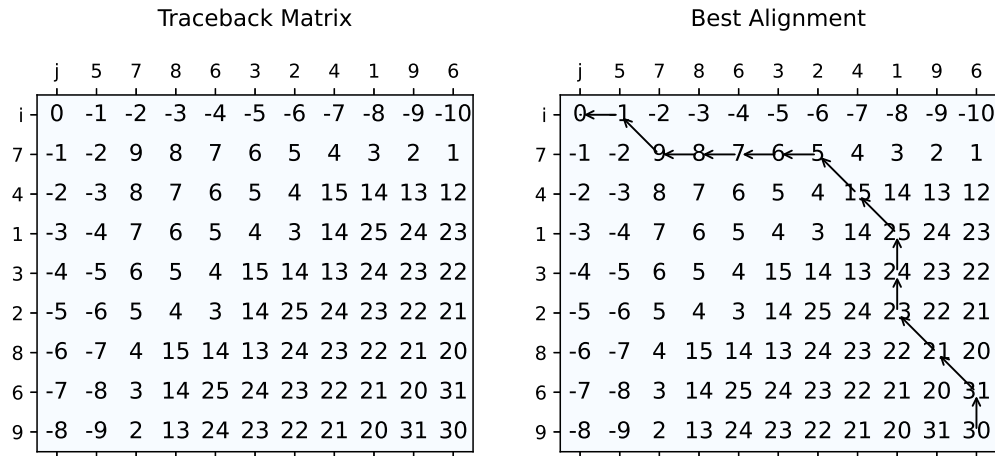 Traceback Matrix
j 5 7 8 6 3 2 4 1 9 6
i 0 -1 -2 -3 -4 -5 -6 -7 -8 -9 -10
7 -1 -2 9 8 7 6 5 4 3 2 1
4 -2 -3 8 7 6 5 4 15 14 13 12
1 -3 -4 7 6 5 4 3 14 25 24 23
3 -4 -5 6 5 4 15 14 13 24 23 22
2 -5 -6 5 4 3 14 25 24 23 22 21
8 -6 -7 4 15 14 13 24 23 22 21 20
6 -7 -8 3 14 25 24 23 22 21 20 31
9 -8 -9 2 13 24 23 22 21 20 31 30
Best Alignment
j 5 7 8 6 3 2 4 1 9 6
i 0 -1 -2 -3 -4 -5 -6 -7 -8 -9 -10
7 -1 -2 9 8 7 6 5 4 3 2 1
4 -2 -3 8 7 6 5 4 15 14 13 12
1 -3 -4 7 6 5 4 3 14 25 24 23
3 -4 -5 6 5 4 15 14 13 24 23 22
2 -5 -6 5 4 3 14 25 24 23 22 21
8 -6 -7 4 15 14 13 24 23 22 21 20
6 -7 -8 3 14 25 24 23 22 21 20 31
9 -8 -9 2 13 24 23 22 21 20 31 30